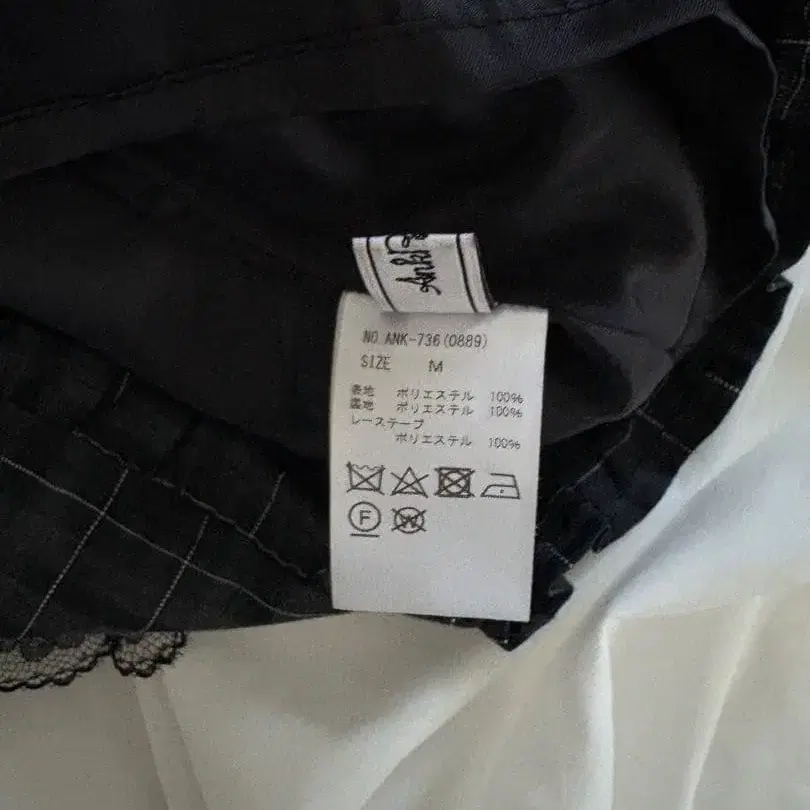 Ank
NO.ANK-736(0889)
SIZE M
表地 ポリエステル 100%
裏地 ポリエステル 100%
レーステープ
ポリエステル 100%
F W